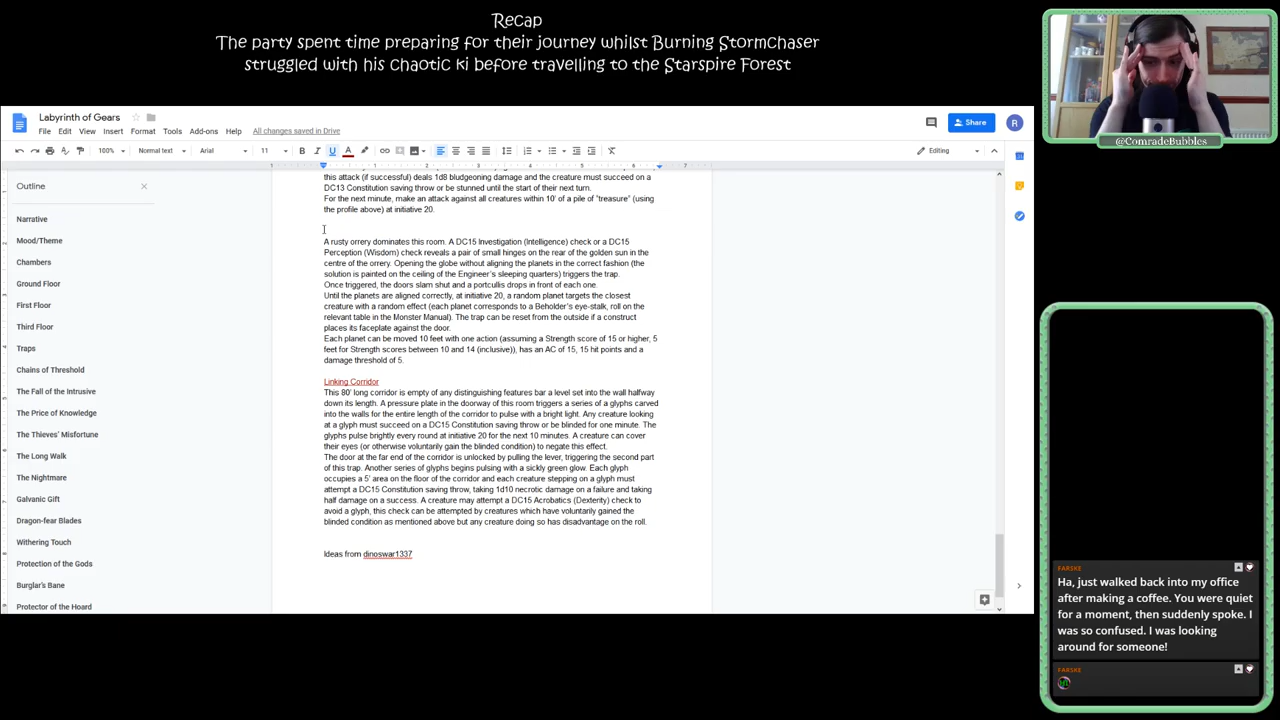 Recap
The party spent time preparing for their journey whilst Burning Stormchaser
struggled with his chaotic ki before travelling to the Starspire Forest
@ComradeBubbles
Labyrinth of Gears
File Edit View Insert Format Tools Add-ons Help All changes saved in Drive
Share
R
100% Normal text Arial 11 B I U A Editing
1 1 2 3 4 5 6 7
Outline
Narrative
Mood/Theme
Chambers
Ground Floor
First Floor
Third Floor
Traps
Chains of Threshold
The Fall of the Intrusive
The Price of Knowledge
The Thieves' Misfortune
The Long Walk
The Nightmare
Galvanic Gift
Dragon-fear Blades
Withering Touch
Protection of the Gods
Burglar's Bane
Protector of the Hoard
this attack (if successful) deals 1d8 bludgeoning damage and the creature must succeed on a
DC13 Constitution saving throw or be stunned until the start of their next turn.
For the next minute, make an attack against all creatures within 10' of a pile of "treasure" (using
the profile above) at initiative 20.
A rusty orrery dominates this room. A DC15 Investigation (Intelligence) check or a DC15
Perception (Wisdom) check reveals a pair of small hinges on the rear of the golden sun in the
centre of the orrery. Opening the globe without aligning the planets in the correct fashion (the
solution is painted on the ceiling of the Engineer's sleeping quarters) triggers the trap.
Once triggered, the doors slam shut and a portcullis drops in front of each one.
Until the planets are aligned correctly, at initiative 20, a random planet targets the closest
creature with a random effect (each planet corresponds to a Beholder's eye-stalk, roll on the
relevant table in the Monster Manual). The trap can be reset from the outside if a construct
places its faceplate against the door.
Each planet can be moved 10 feet with one action (assuming a Strength score of 15 or higher, 5
feet for Strength scores between 10 and 14 (inclusive)), has an AC of 15, 15 hit points and a
damage threshold of 5.
Linking Corridor
This 80' long corridor is empty of any distinguishing features bar a level set into the wall halfway
down its length. A pressure plate in the doorway of this room triggers a series of a glyphs carved
into the walls for the entire length of the corridor to pulse with a bright light. Any creature looking
at a glyph must succeed on a DC15 Constitution saving throw or be blinded for one minute. The
glyphs pulse brightly every round at initiative 20 for the next 10 minutes. A creature can cover
their eyes (or otherwise voluntarily gain the blinded condition) to negate this effect.
The door at the far end of the corridor is unlocked by pulling the lever, triggering the second part
of this trap. Another series of glyphs begins pulsing with a sickly green glow. Each glyph
occupies a 5' area on the floor of the corridor and each creature stepping on a glyph must
attempt a DC15 Constitution saving throw, taking 1d10 necrotic damage on a failure and taking
half damage on a success. A creature may attempt a DC15 Acrobatics (Dexterity) check to
avoid a glyph, this check can be attempted by creatures which have voluntarily gained the
blinded condition as mentioned above but any creature doing so has disadvantage on the roll.
Ideas from dinoswar1337
FARSKE
Ha, just walked back into my office
after making a coffee. You were quiet
for a moment, then suddenly spoke. I
was so confused. I was looking
around for someone!
FARSKE